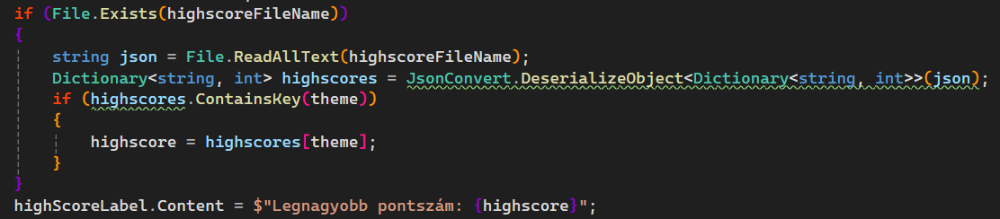 if (File.Exists(highscoreFileName))
{
string json = File.ReadAllText(highscoreFileName);
Dictionary<string, int> highscores = JsonConvert.DeserializeObject<Dictionary<string, int>>(json);
if (highscores.ContainsKey(theme))
{
highscore = highscores[theme];
}
}
highScoreLabel.Content = $"Legnagyobb pontszám: {highscore}";